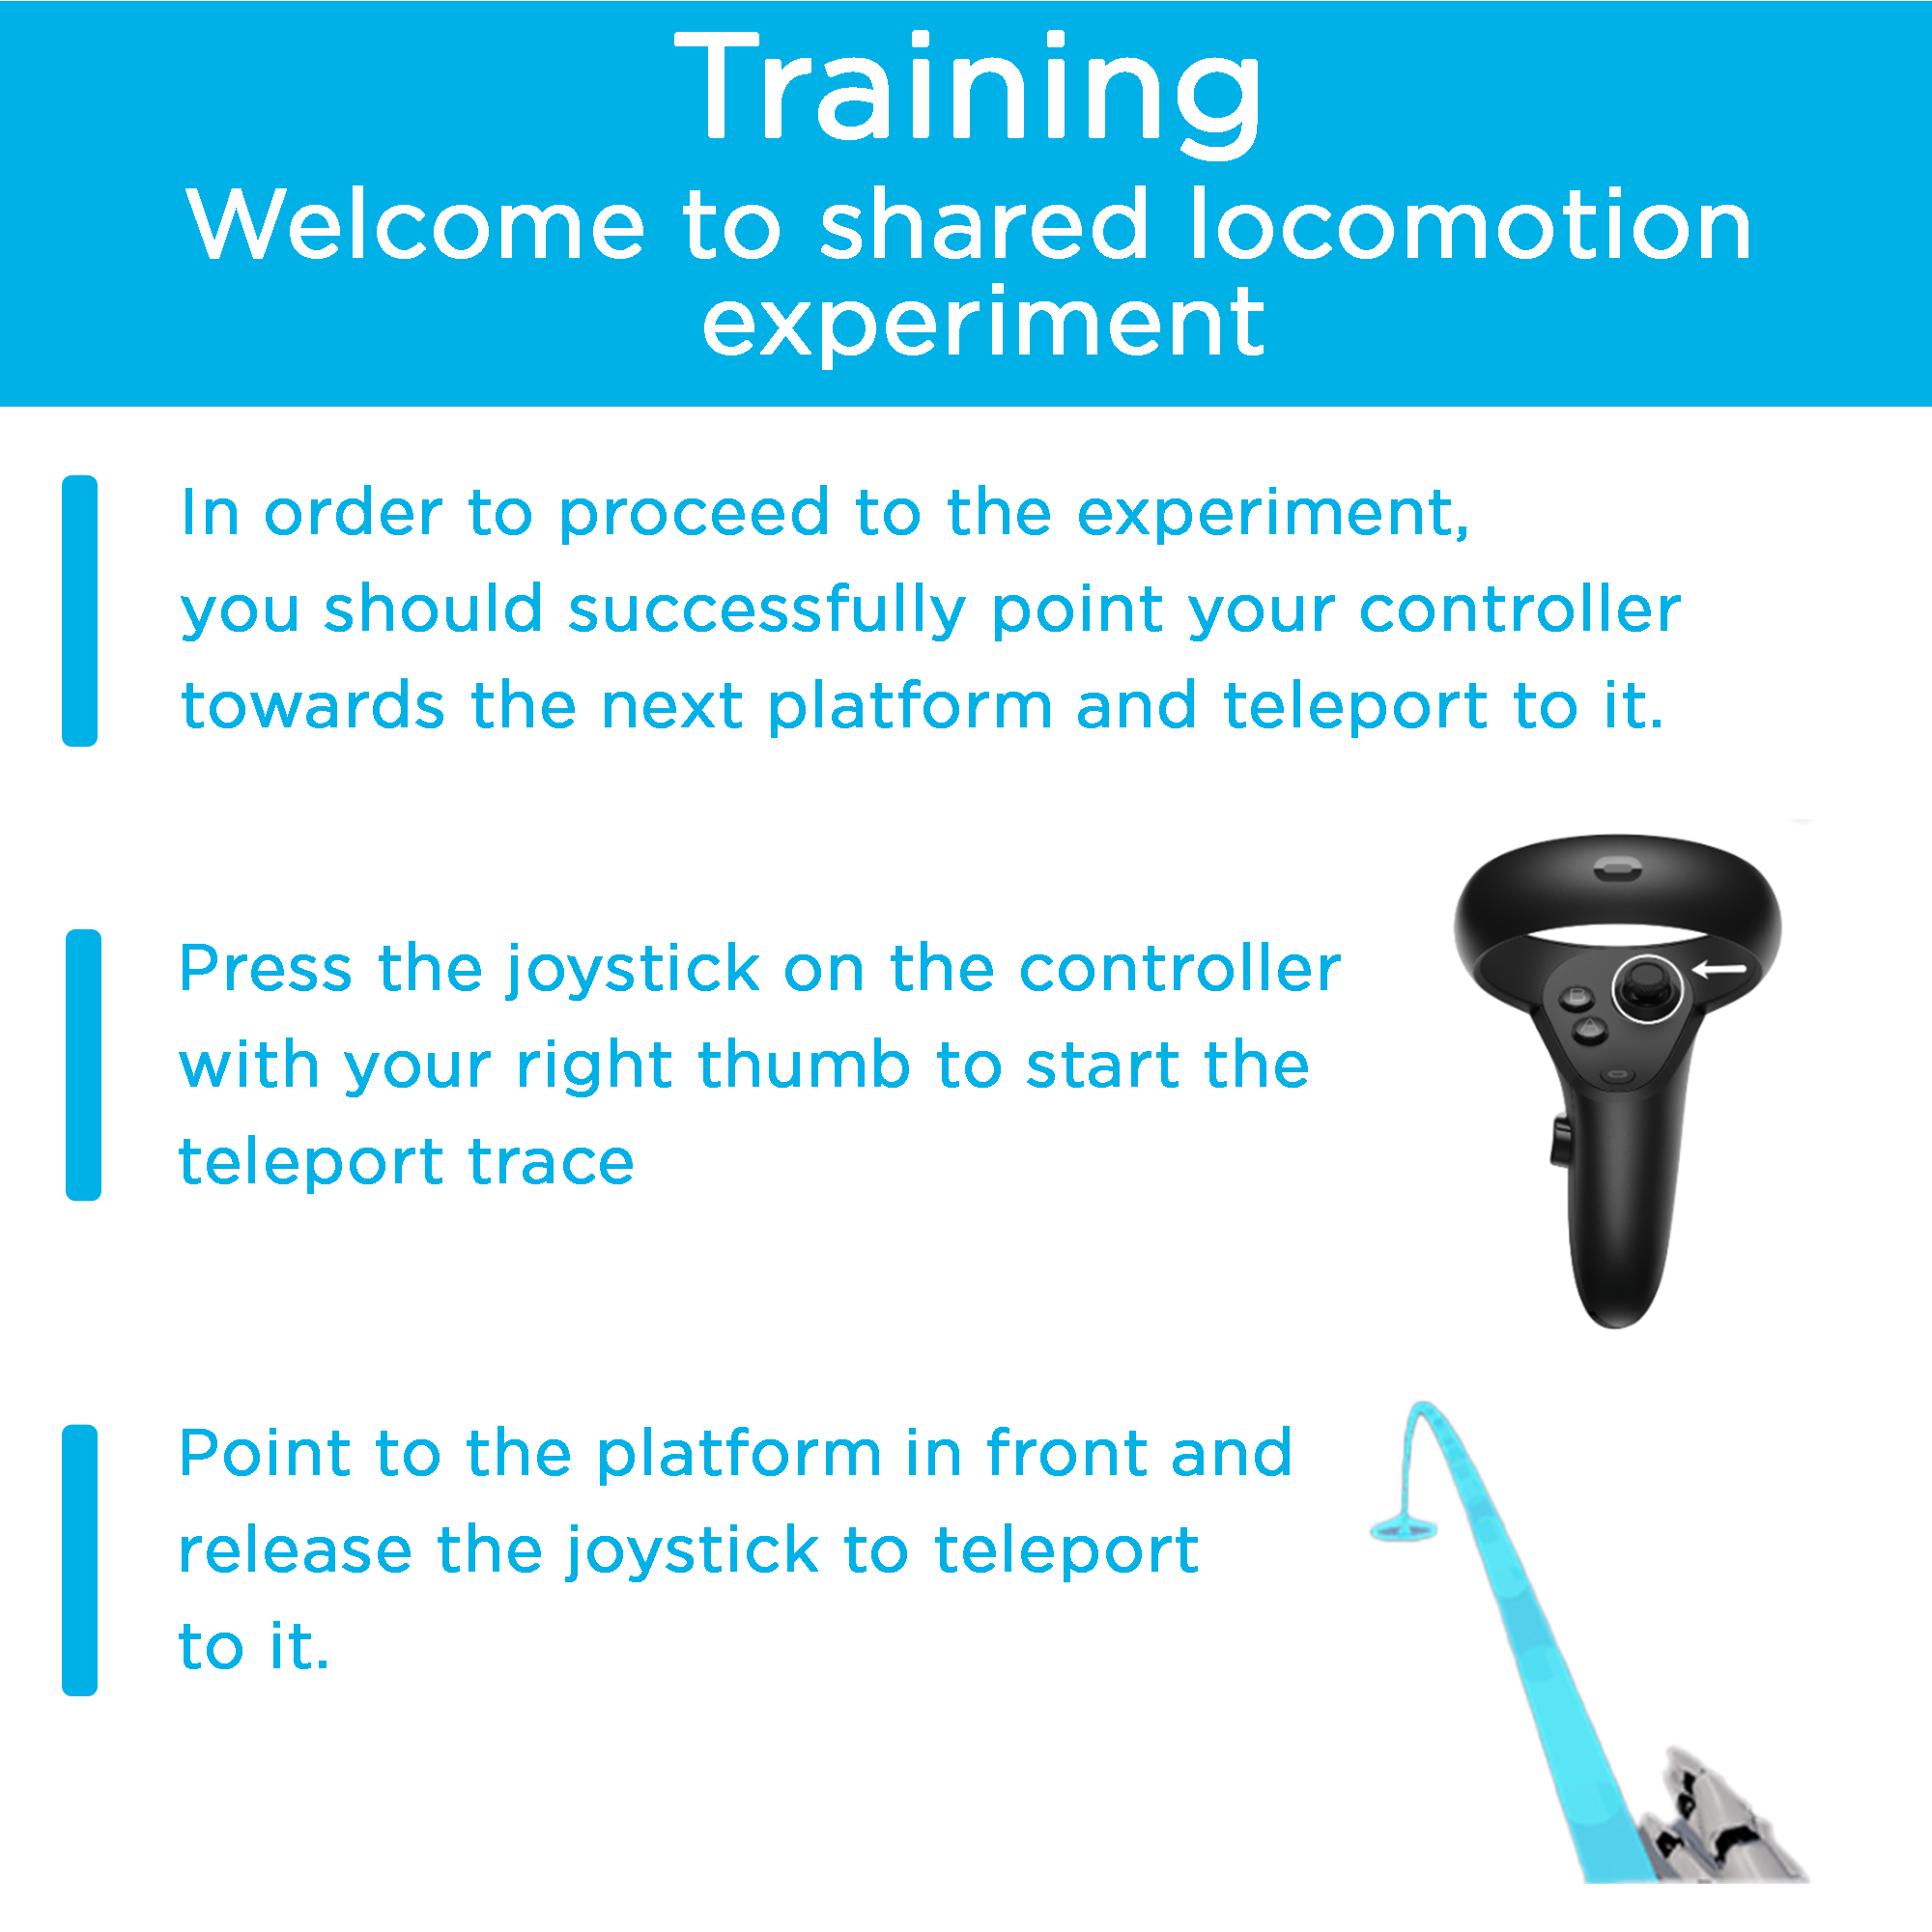 Training
Welcome to shared locomotion
experiment
In order to proceed to the experiment,
you should successfully point your controller
towards the next platform and teleport to it.
Press the joystick on the controller
with your right thumb to start the
teleport trace
B
A
Point to the platform in front and
release the joystick to teleport
to it.